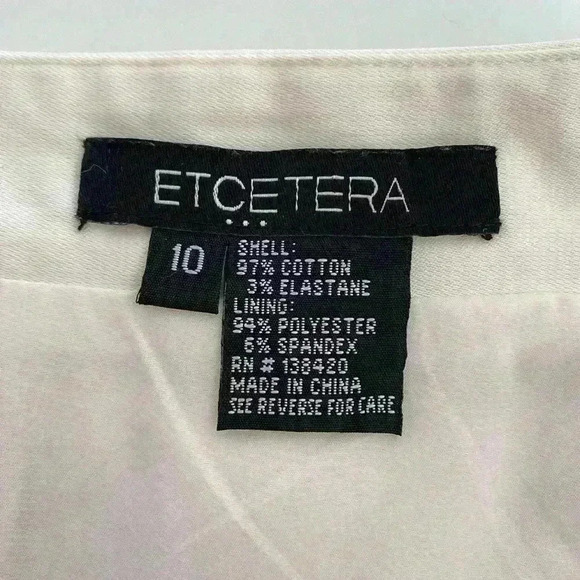 ETCETERA
...
10
SHELL:
97% COTTON
3% ELASTANE
LINING:
94% POLYESTER
6% SPANDEX
RN # 138420
MADE IN CHINA
SEE REVERSE FOR CARE